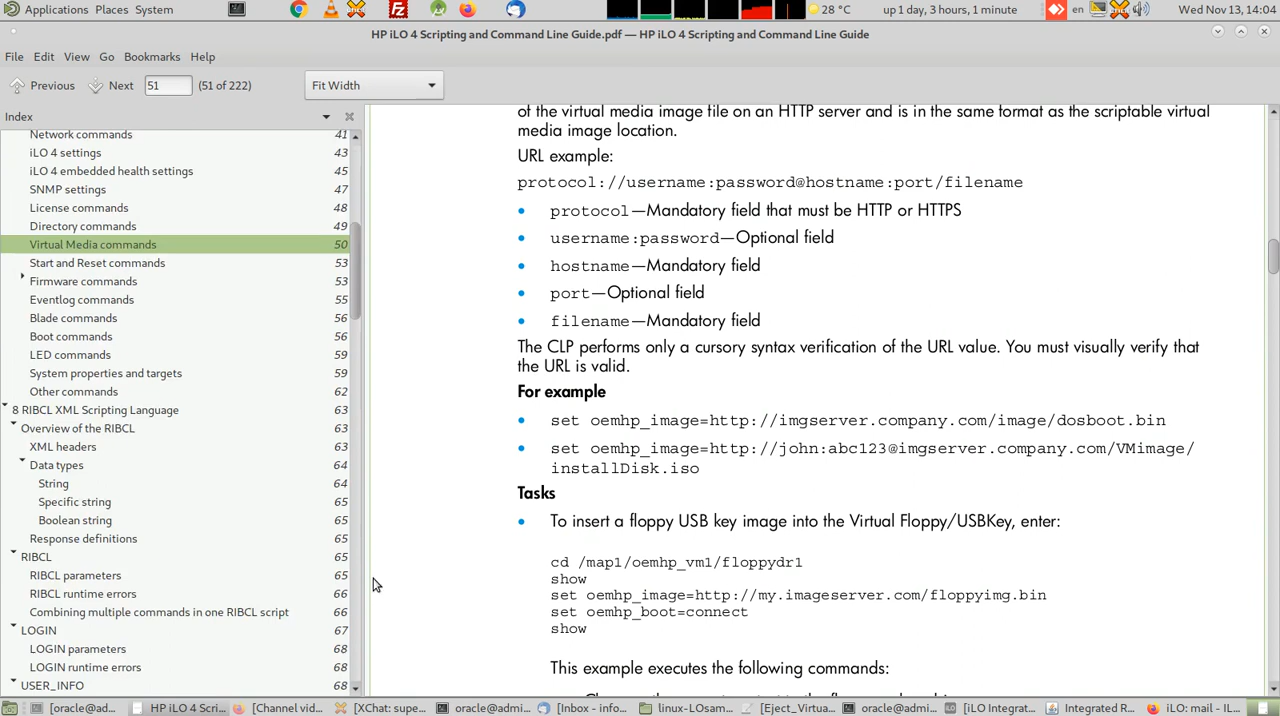 Applications Places System 28 °C up 1 day, 3 hours, 1 minute en Wed Nov 13, 14:04
HP iLO 4 Scripting and Command Line Guide.pdf — HP iLO 4 Scripting and Command Line Guide
File Edit View Go Bookmarks Help
Previous Next 51 (51 of 222) Fit Width
Index
Network commands 41
iLO 4 settings 43
iLO 4 embedded health settings 45
SNMP settings 47
License commands 48
Directory commands 49
Virtual Media commands 50
Start and Reset commands 53
Firmware commands 53
Eventlog commands 55
Blade commands 56
Boot commands 56
LED commands 59
System properties and targets 59
Other commands 62
8 RIBCL XML Scripting Language 63
Overview of the RIBCL 63
XML headers 63
Data types 64
String 64
Specific string 65
Boolean string 65
Response definitions 65
RIBCL 65
RIBCL parameters 65
RIBCL runtime errors 66
Combining multiple commands in one RIBCL script 66
LOGIN 67
LOGIN parameters 68
LOGIN runtime errors 68
USER_INFO 68
of the virtual media image file on an HTTP server and is in the same format as the scriptable virtual
media image location.
URL example:
protocol://username:password@hostname:port/filename
• protocol—Mandatory field that must be HTTP or HTTPS
• username:password—Optional field
• hostname—Mandatory field
• port—Optional field
• filename—Mandatory field
The CLP performs only a cursory syntax verification of the URL value. You must visually verify that
the URL is valid.
For example
• set oemhp_image=http://imgserver.company.com/image/dosboot.bin
• set oemhp_image=http://john:abc123@imgserver.company.com/VMimage/
installDisk.iso
Tasks
• To insert a floppy USB key image into the Virtual Floppy/USBKey, enter:
cd /map1/oemhp_vm1/floppydr1
show
set oemhp_image=http://my.imageserver.com/floppyimg.bin
set oemhp_boot=connect
show
This example executes the following commands:
[oracle@ad... HP iLO 4 Scri... [Channel vid... [XChat: supe... oracle@admi... [Inbox - info... linux-LOsam... [Eject_Virtua... oracle@admi... [iLO Integrat... Integrated R... iLO: mail - IL...